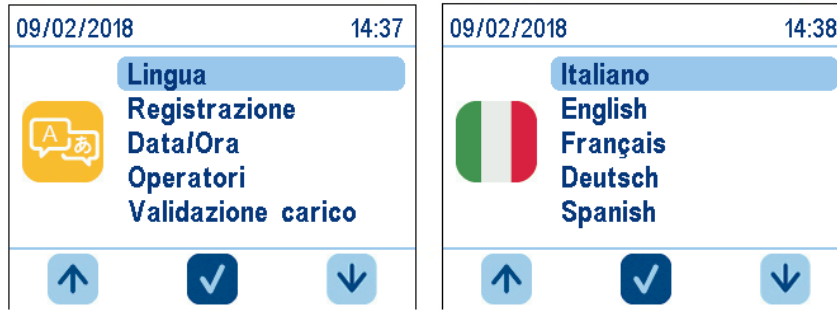 09/02/2018 14:37
Lingua
Registrazione
Data/Ora
Operatori
Validazione carico
A あ
09/02/2018 14:38
Italiano
English
Français
Deutsch
Spanish